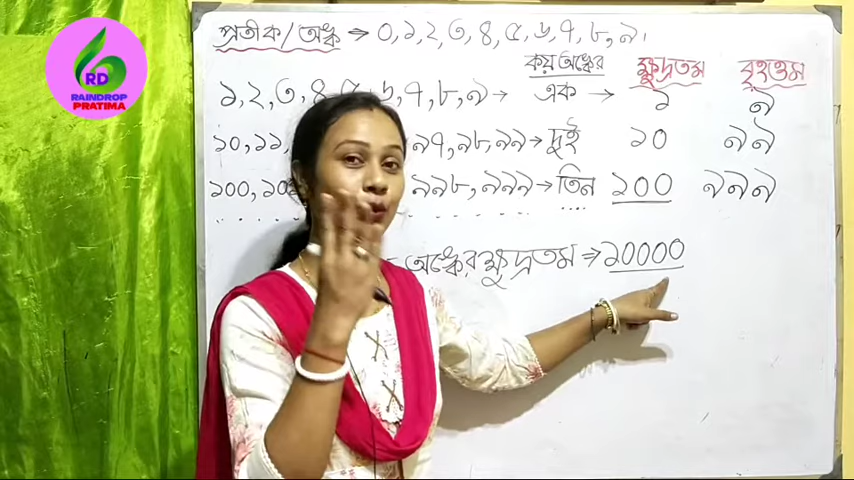 RD
RAINDROP
PRATIMA
প্রতীক/অঙ্ক → ০,১,২,৩,৪,৫,৬,৭,৮,৯।
কয় অঙ্কের ক্ষুদ্রতম বৃহত্তম
১,২,৩,৪,৫,৬,৭,৮,৯ → এক → ১ ৯
১০,১১, ৯৭,৯৮,৯৯ → দুই ১০ ৯৯
১০০, ৯৯৮,৯৯৯ → তিন ১০০ ৯৯৯
অঙ্কের ক্ষুদ্রতম ⇒ ১০০০০